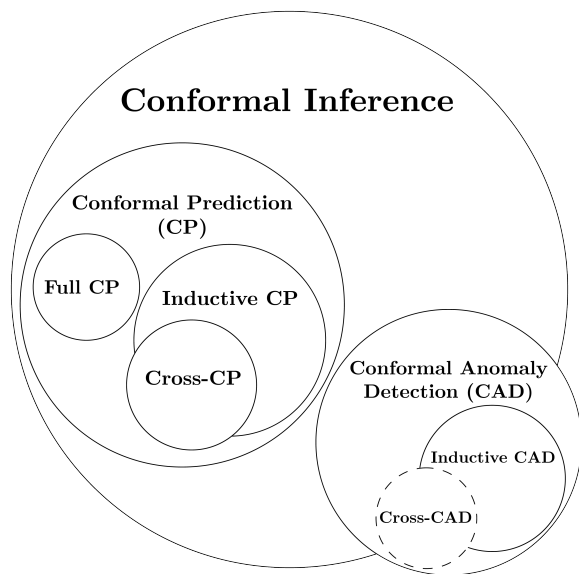 Conformal Inference
Conformal Prediction
(CP)
Full CP
Inductive CP
Cross-CP
Conformal Anomaly
Detection (CAD)
Inductive CAD
Cross-CAD